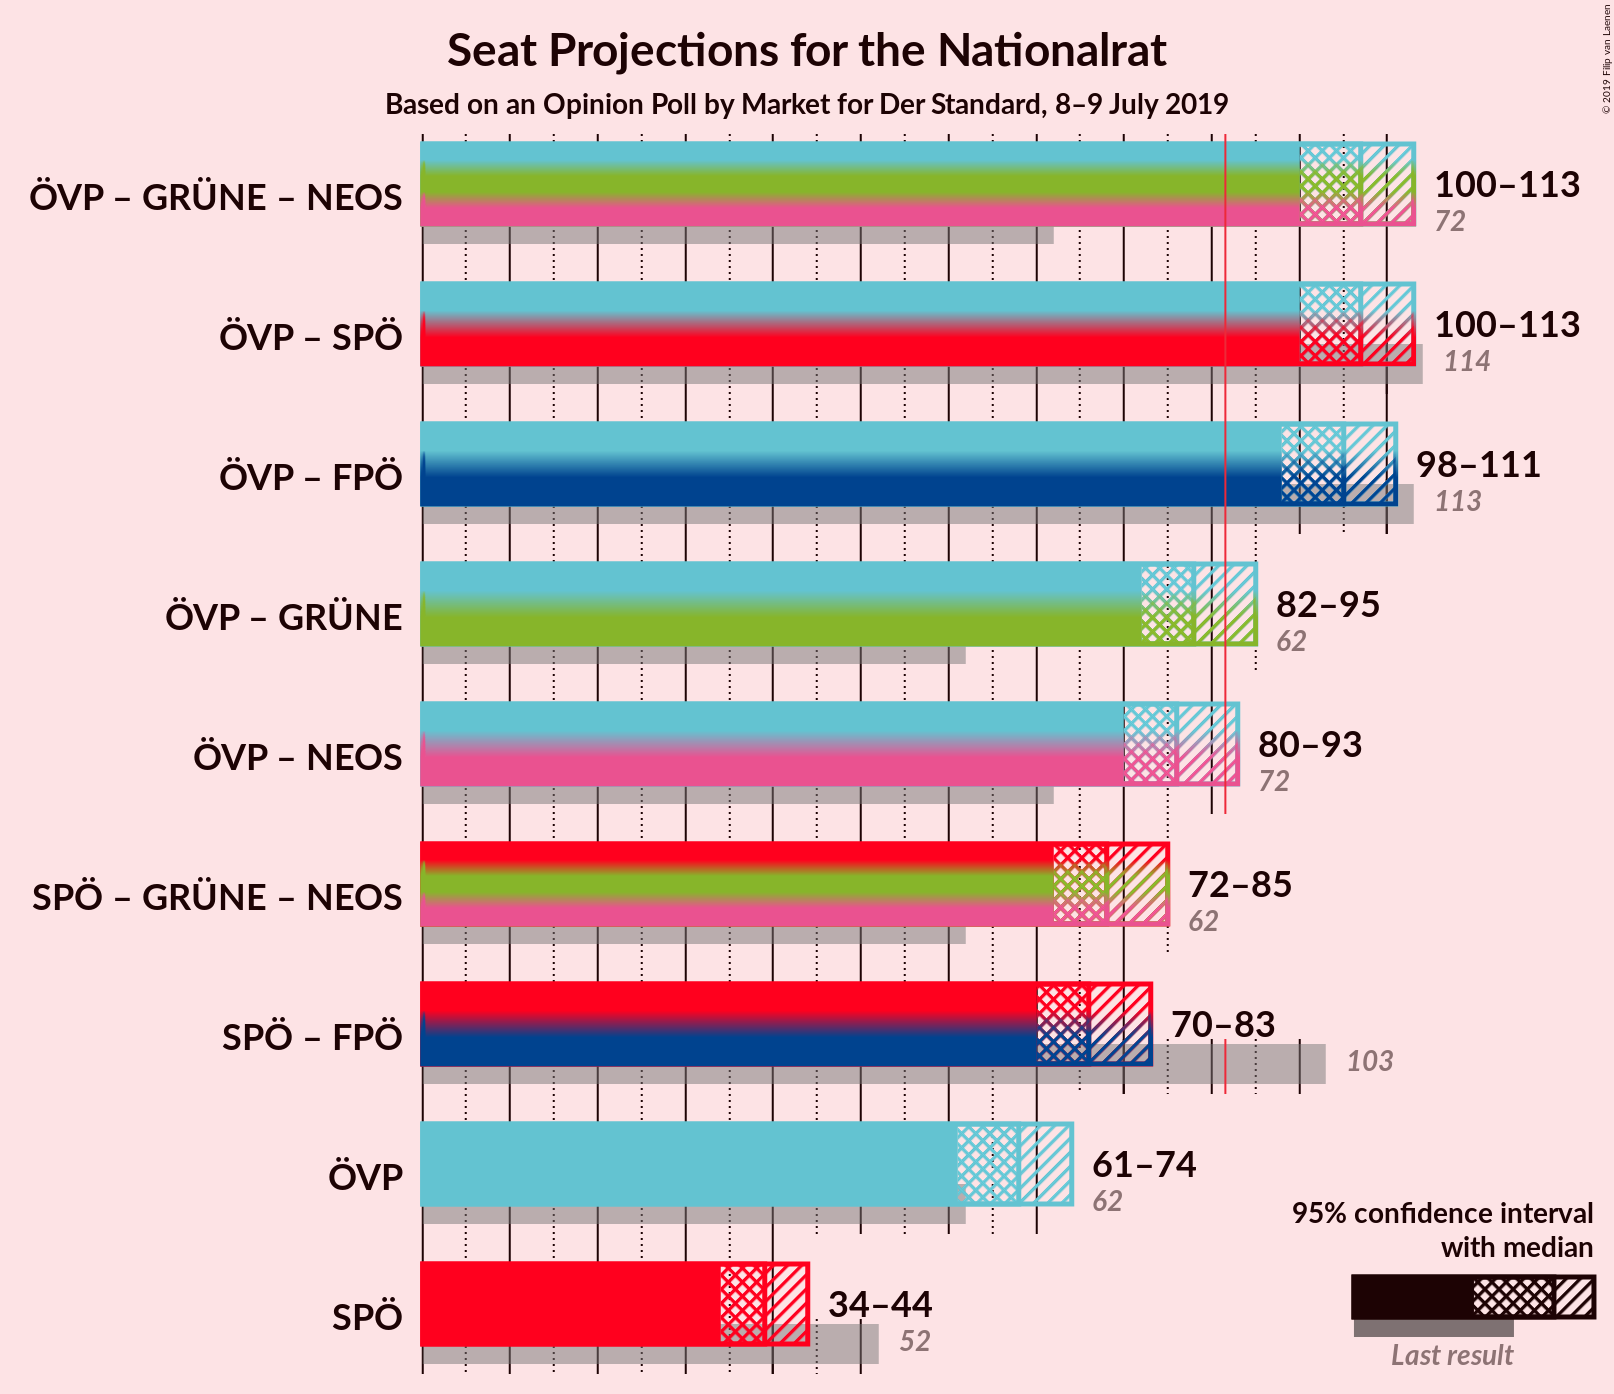 Seat Projections for the Nationalrat
Based on an Opinion Poll by Market for Der Standard, 8–9 July 2019
© 2019 Filip van Laenen
ÖVP – GRÜNE – NEOS
100–113
72
ÖVP – SPÖ
100–113
114
ÖVP – FPÖ
98–111
113
ÖVP – GRÜNE
82–95
62
ÖVP – NEOS
80–93
72
SPÖ – GRÜNE – NEOS
72–85
62
SPÖ – FPÖ
70–83
103
ÖVP
61–74
62
SPÖ
34–44
52
95% confidence interval
with median
Last result